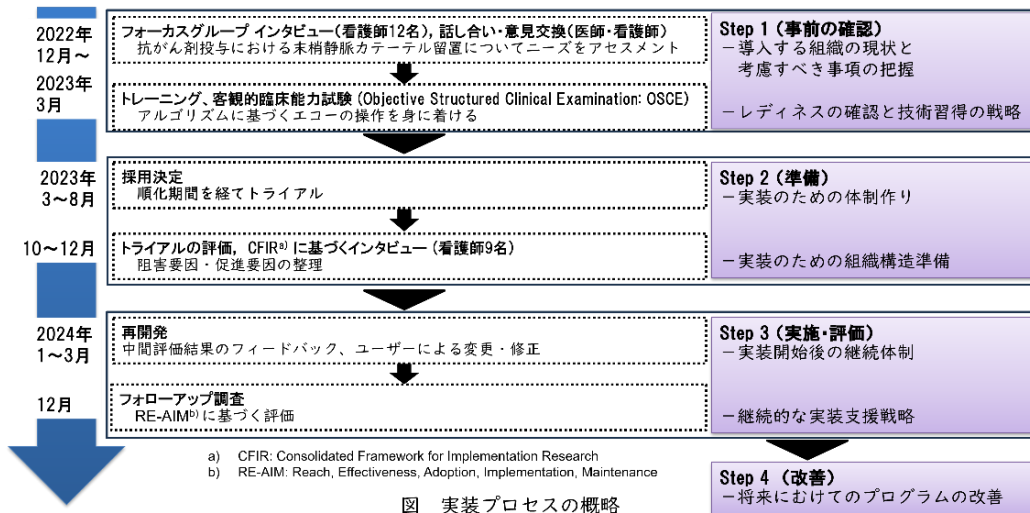 2022年
12月～
フォーカスグループ インタビュー(看護師12名), 話し合い・意見交換(医師・看護師)
抗がん剤投与における末梢静脈カテーテル留置についてニーズをアセスメント
2023年
3月
トレーニング、客観的臨床能力試験 (Objective Structured Clinical Examination: OSCE)
アルゴリズムに基づくエコーの操作を身に着ける
Step 1 (事前の確認)
－導入する組織の現状と
考慮すべき事項の把握
－レディネスの確認と技術習得の戦略
2023年
3～8月
採用決定
順化期間を経てトライアル
10～12月
トライアルの評価, CFIRa) に基づくインタビュー (看護師9名)
阻害要因・促進要因の整理
Step 2 (準備)
－実装のための体制作り
－実装のための組織構造準備
2024年
1～3月
再開発
中間評価結果のフィードバック、ユーザーによる変更・修正
12月
フォローアップ調査
RE-AIMb) に基づく評価
Step 3 (実施・評価)
－実装開始後の継続体制
－継続的な実装支援戦略
a) CFIR: Consolidated Framework for Implementation Research
b) RE-AIM: Reach, Effectiveness, Adoption, Implementation, Maintenance
Step 4 (改善)
－将来にむけてのプログラムの改善
図 実装プロセスの概略